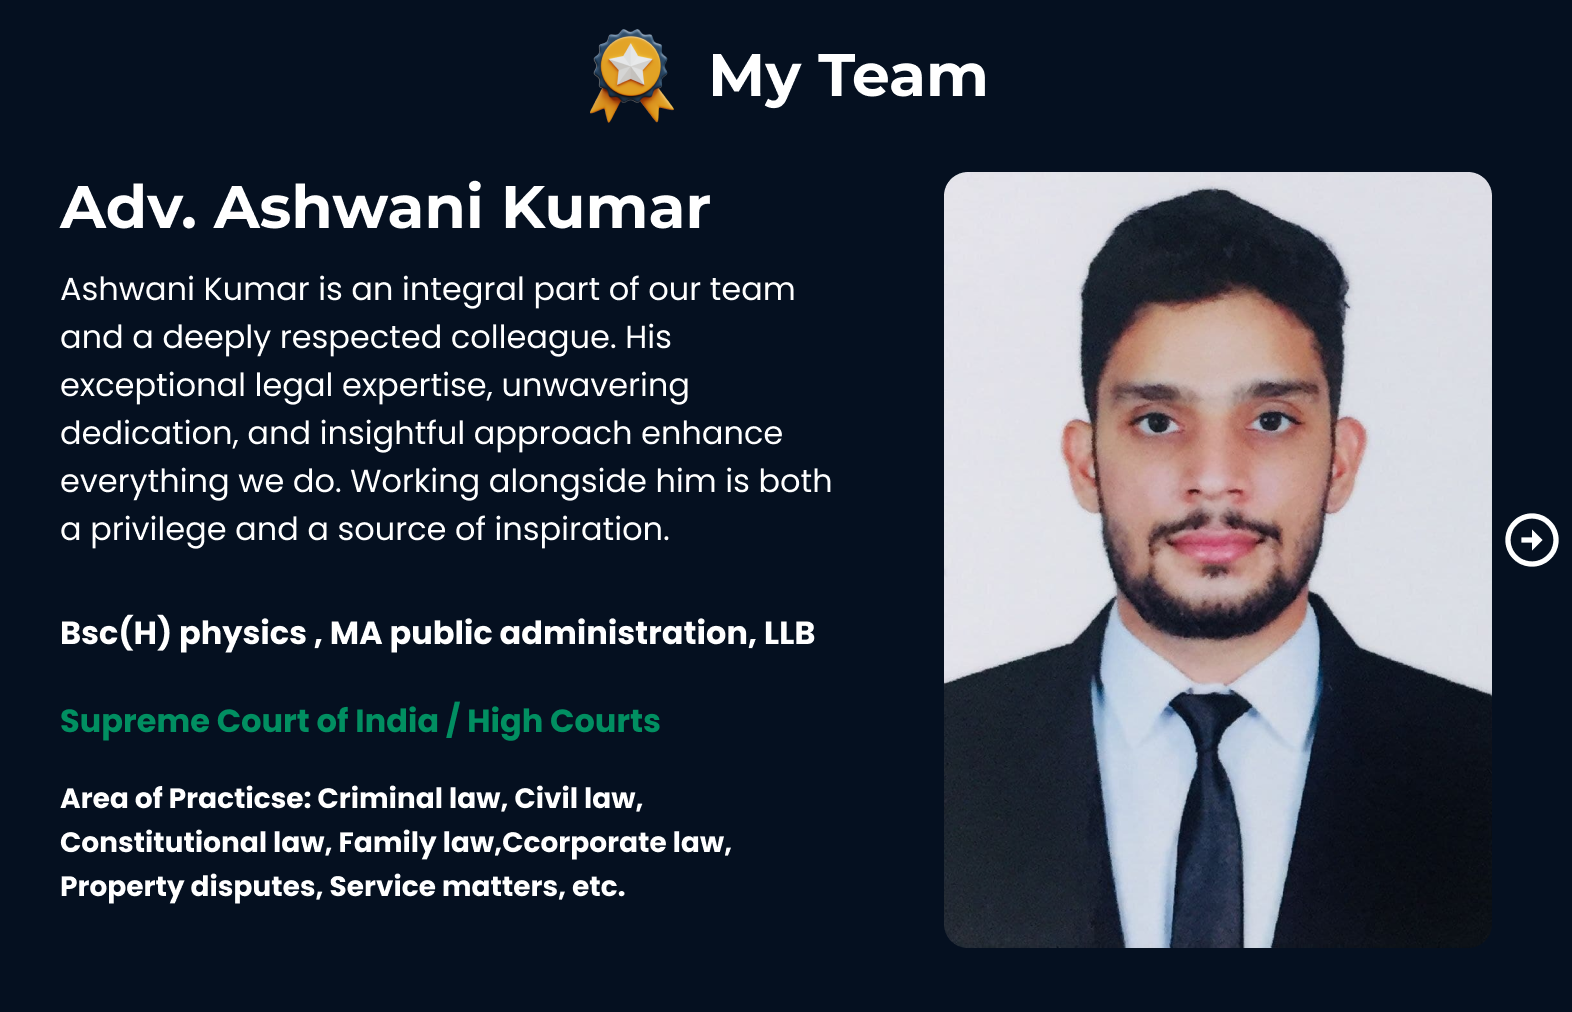 My Team
Adv. Ashwani Kumar
Ashwani Kumar is an integral part of our team
and a deeply respected colleague. His
exceptional legal expertise, unwavering
dedication, and insightful approach enhance
everything we do. Working alongside him is both
a privilege and a source of inspiration.
Bsc(H) physics , MA public administration, LLB
Supreme Court of India / High Courts
Area of Practicse: Criminal law, Civil law,
Constitutional law, Family law,Ccorporate law,
Property disputes, Service matters, etc.